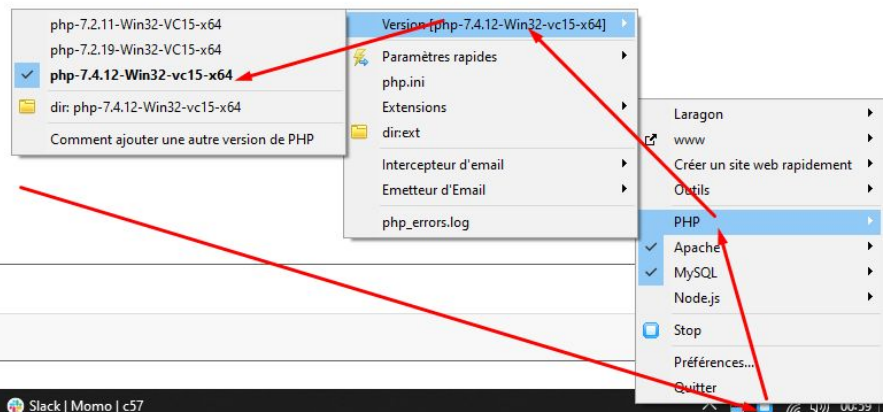 php-7.2.11-Win32-VC15-x64
php-7.2.19-Win32-VC15-x64
php-7.4.12-Win32-vc15-x64
dir: php-7.4.12-Win32-vc15-x64
Comment ajouter une autre version de PHP
Version [php-7.4.12-Win32-vc15-x64]
Paramètres rapides
php.ini
Extensions
dir:ext
Intercepteur d'email
Emetteur d'Email
php_errors.log
Laragon
www
Créer un site web rapidement
Outils
PHP
Apache
MySQL
Node.js
Stop
Préférences...
Quitter
Slack | Momo | c57
00:59